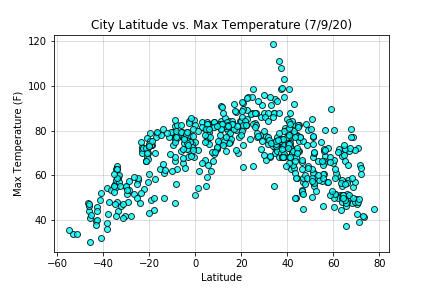 City Latitude vs. Max Temperature (7/9/20)
120
100
80
60
40
Max Temperature (F)
−60 −40 −20 0 20 40 60 80
Latitude